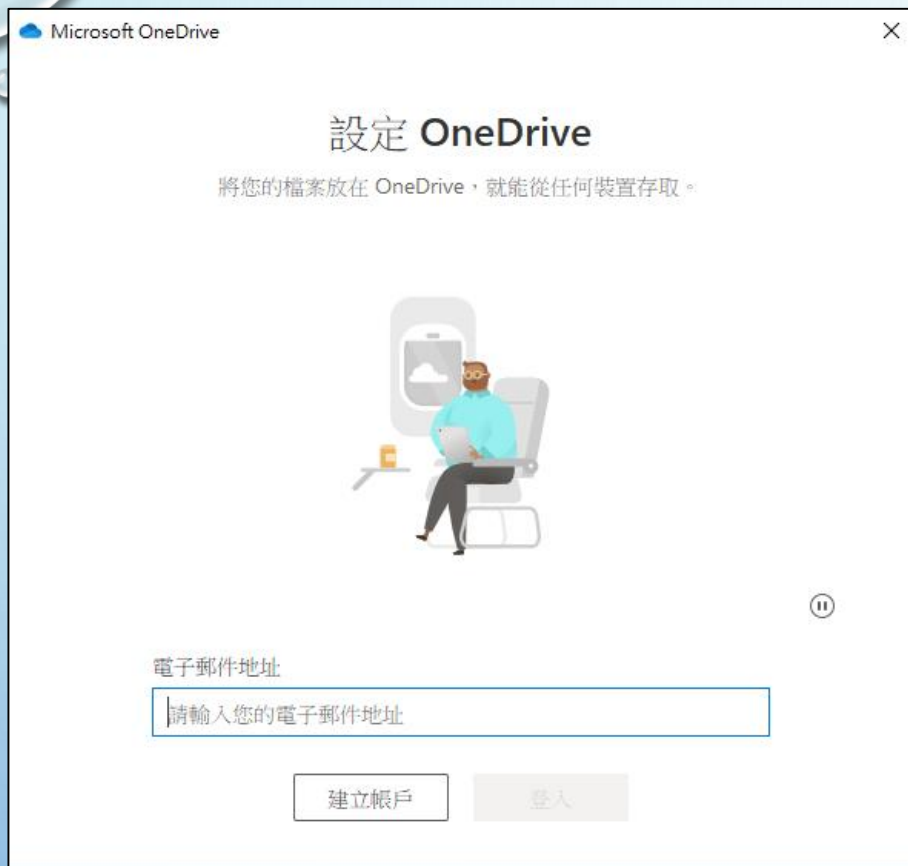 Microsoft OneDrive
設定 OneDrive
將您的檔案放在 OneDrive，就能從任何裝置存取。
電子郵件地址
請輸入您的電子郵件地址
建立帳戶
登入